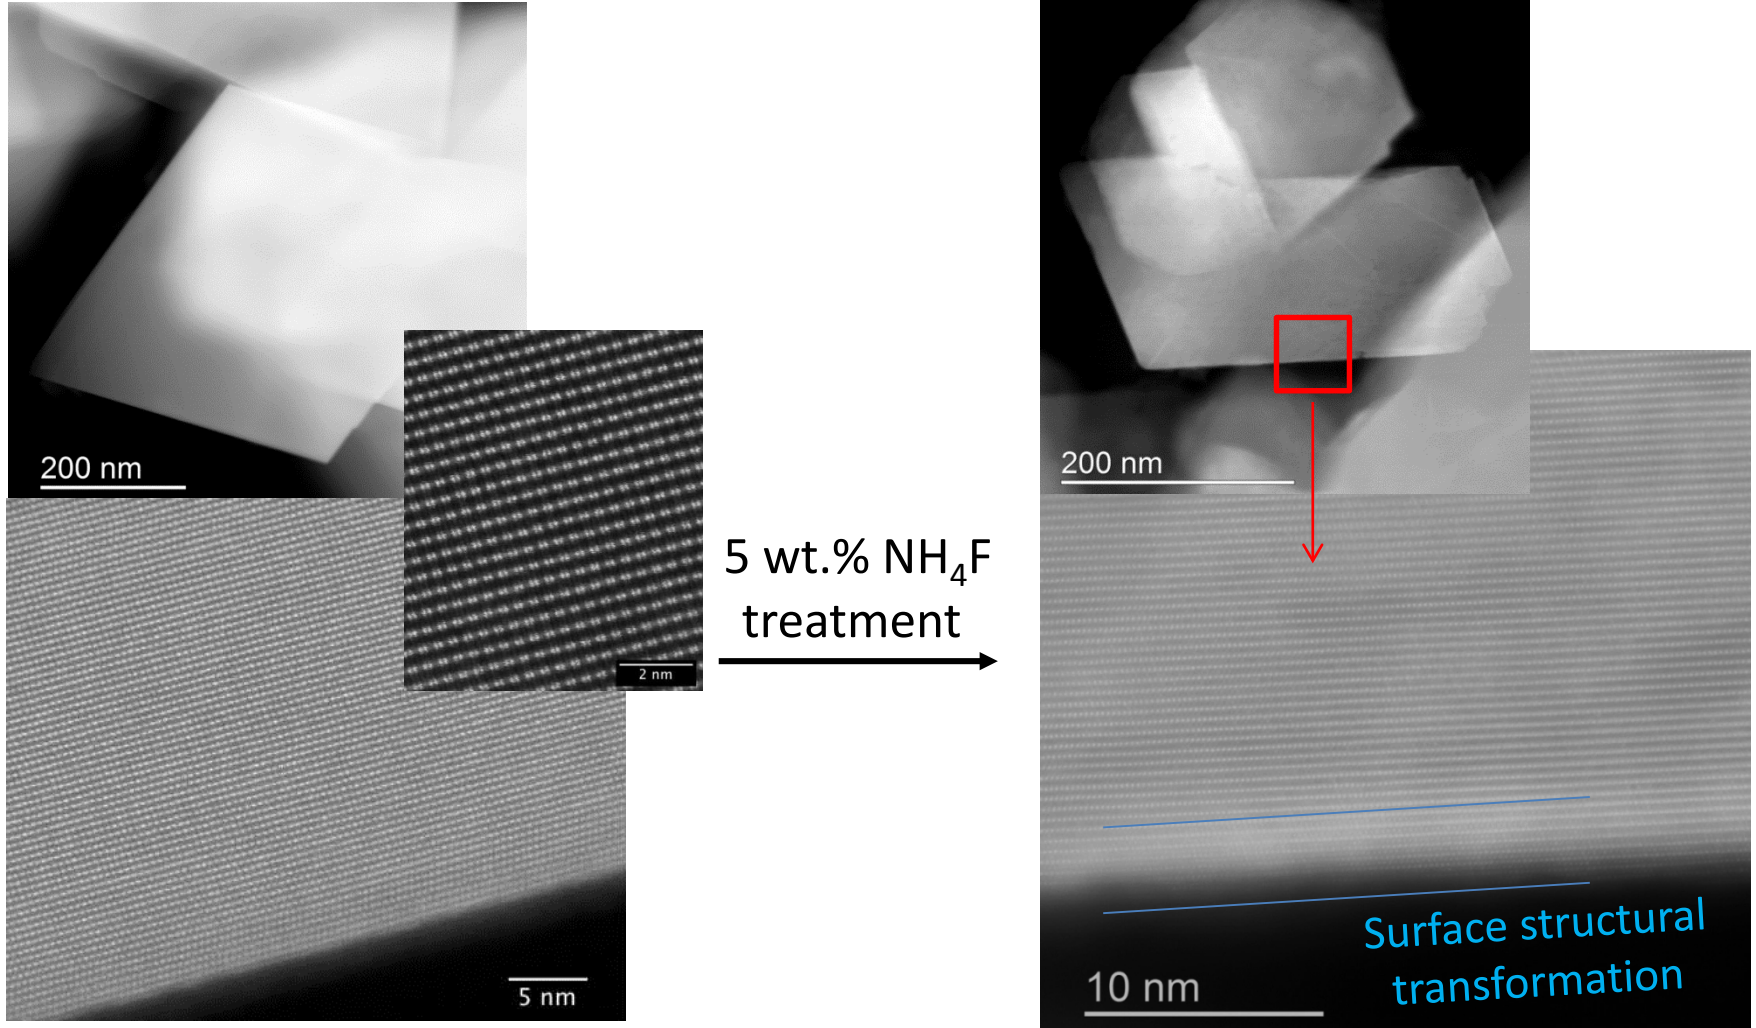 200 nm
2 nm
5 nm
5 wt.% NH₄F
treatment
200 nm
10 nm
Surface structural
transformation